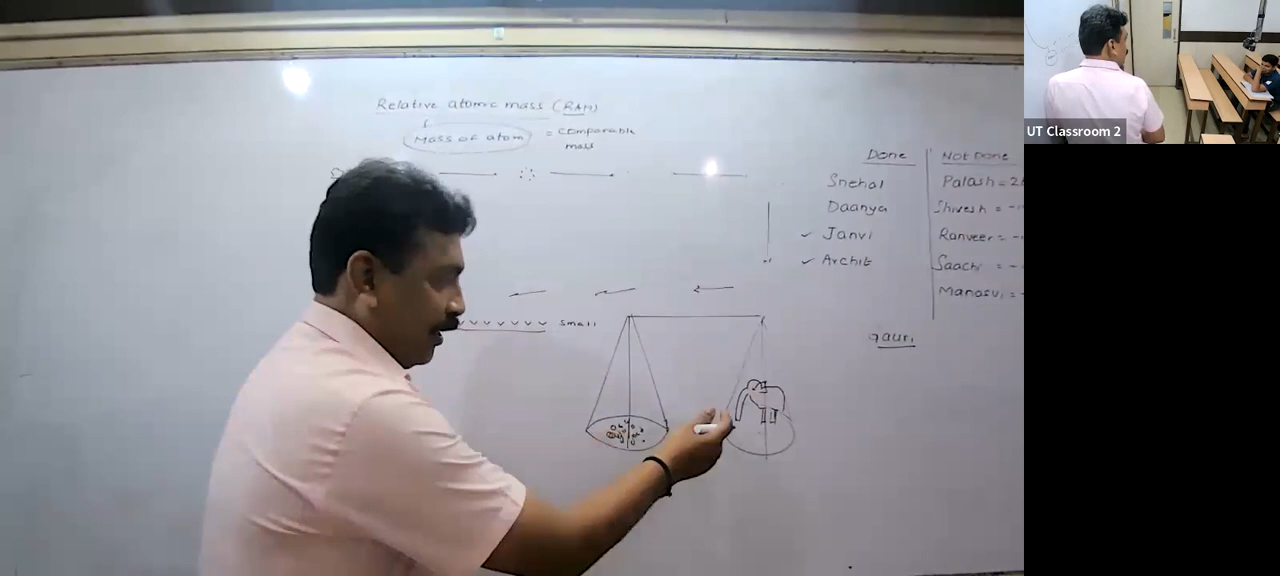 Relative atomic mass (RAM)
Mass of atom = Comparable
mass
Done
Snehal
Daanya
✓ Janvi
✓ Archit
Not Done
Palash = 2
Shivesh = -
Ranveer = -
Saachi = -
Manasvi = -
gauri
small
UT Classroom 2